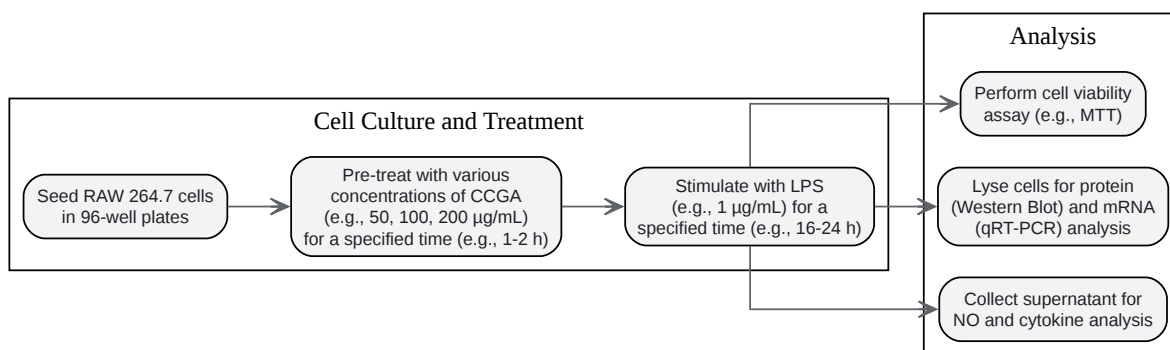 Cell Culture and Treatment
Seed RAW 264.7 cells
in 96-well plates
Pre-treat with various
concentrations of CCGA
(e.g., 50, 100, 200 µg/mL)
for a specified time (e.g., 1-2 h)
Stimulate with LPS
(e.g., 1 µg/mL) for a
specified time (e.g., 16-24 h)
Analysis
Perform cell viability
assay (e.g., MTT)
Lyse cells for protein
(Western Blot) and mRNA
(qRT-PCR) analysis
Collect supernatant for
NO and cytokine analysis